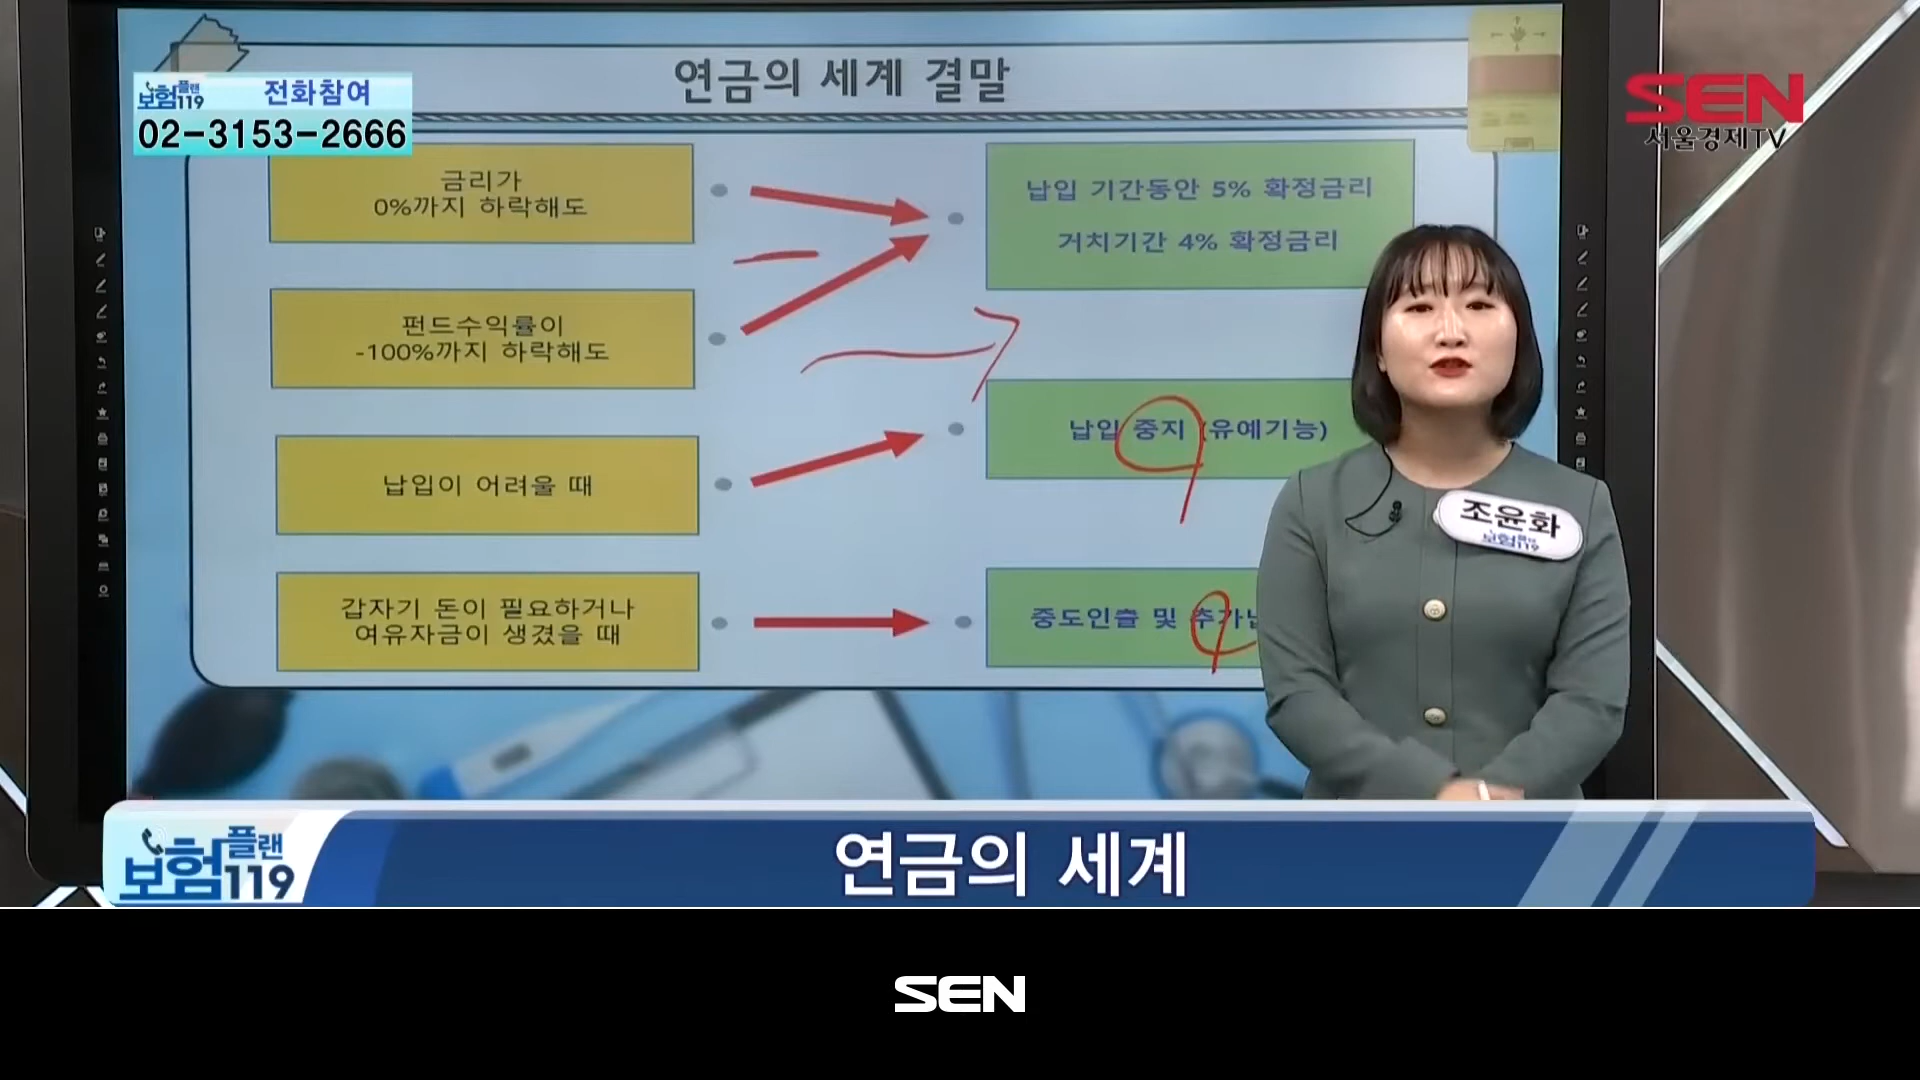 연금의 세계 결말
보험플랜119 전화참여
02-3153-2666
SEN
서울경제TV
금리가
0%까지 하락해도
납입 기간동안 5% 확정금리
거치기간 4% 확정금리
펀드수익률이
-100%까지 하락해도
납입 중지 (유예기능)
납입이 어려울 때
조윤화
보험플랜119
갑자기 돈이 필요하거나
여유자금이 생겼을 때
중도인출 및 추가
보험플랜119
연금의 세계
SEN